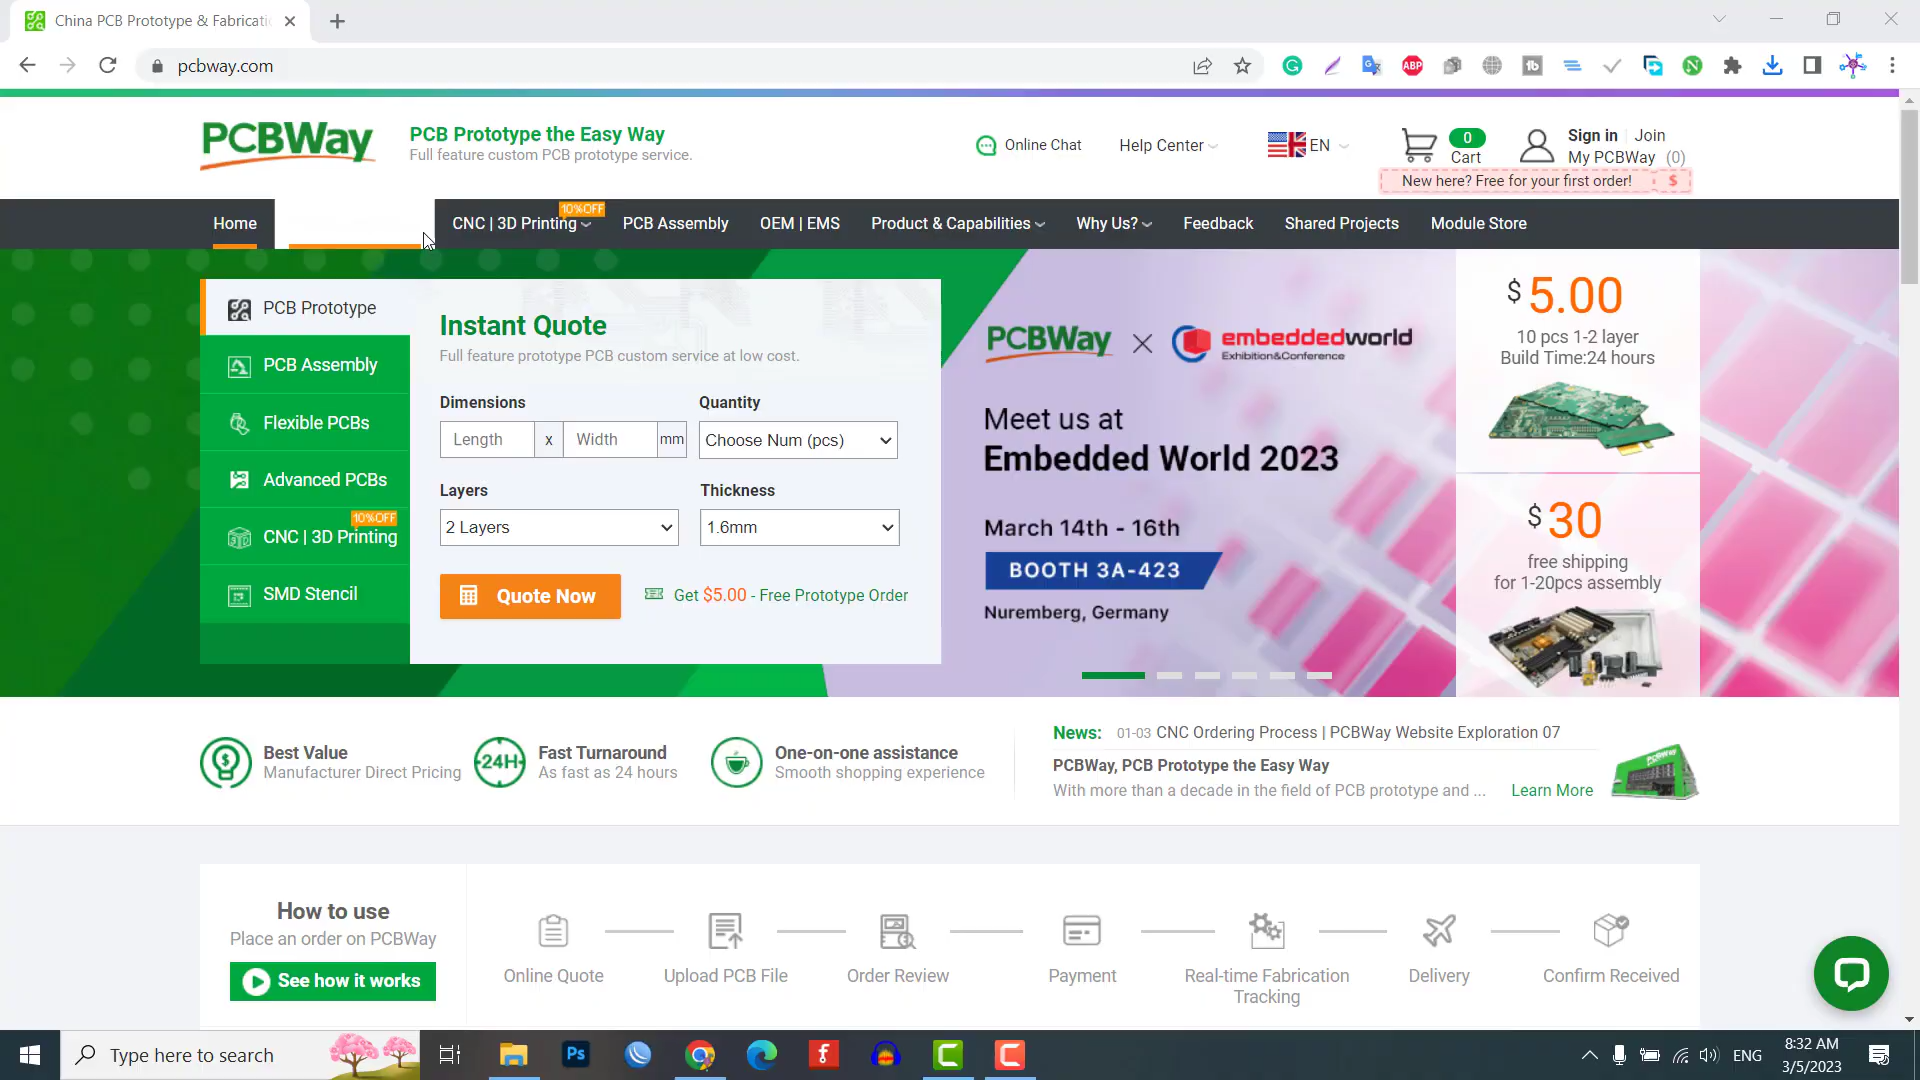 China PCB Prototype & Fabricati
pcbway.com
PCBWay
PCB Prototype the Easy Way
Full feature custom PCB prototype service.
Online Chat
Help Center
EN
0
Cart
Sign in
Join
My PCBWay (0)
New here? Free for your first order!
$
Home
CNC | 3D Printing
10%OFF
PCB Assembly
OEM | EMS
Product & Capabilities
Why Us?
Feedback
Shared Projects
Module Store
PCB Prototype
PCB Assembly
Flexible PCBs
Advanced PCBs
10%OFF
CNC | 3D Printing
SMD Stencil
Instant Quote
Full feature prototype PCB custom service at low cost.
Dimensions
Quantity
Length
x
Width
mm
Choose Num (pcs)
Layers
Thickness
2 Layers
1.6mm
Quote Now
Get $5.00 - Free Prototype Order
PCBWay
embeddedworld
Exhibition&Conference
Meet us at
Embedded World 2023
March 14th - 16th
BOOTH 3A-423
Nuremberg, Germany
$ 5.00
10 pcs 1-2 layer
Build Time:24 hours
$ 30
free shipping
for 1-20pcs assembly
Best Value
Manufacturer Direct Pricing
24H
Fast Turnaround
As fast as 24 hours
One-on-one assistance
Smooth shopping experience
News:
01-03 CNC Ordering Process | PCBWay Website Exploration 07
PCBWay, PCB Prototype the Easy Way
With more than a decade in the field of PCB prototype and ...
Learn More
How to use
Place an order on PCBWay
See how it works
Online Quote
Upload PCB File
Order Review
Payment
Real-time Fabrication
Tracking
Delivery
Confirm Received
Type here to search
Ps
ENG
8:32 AM
3/5/2023